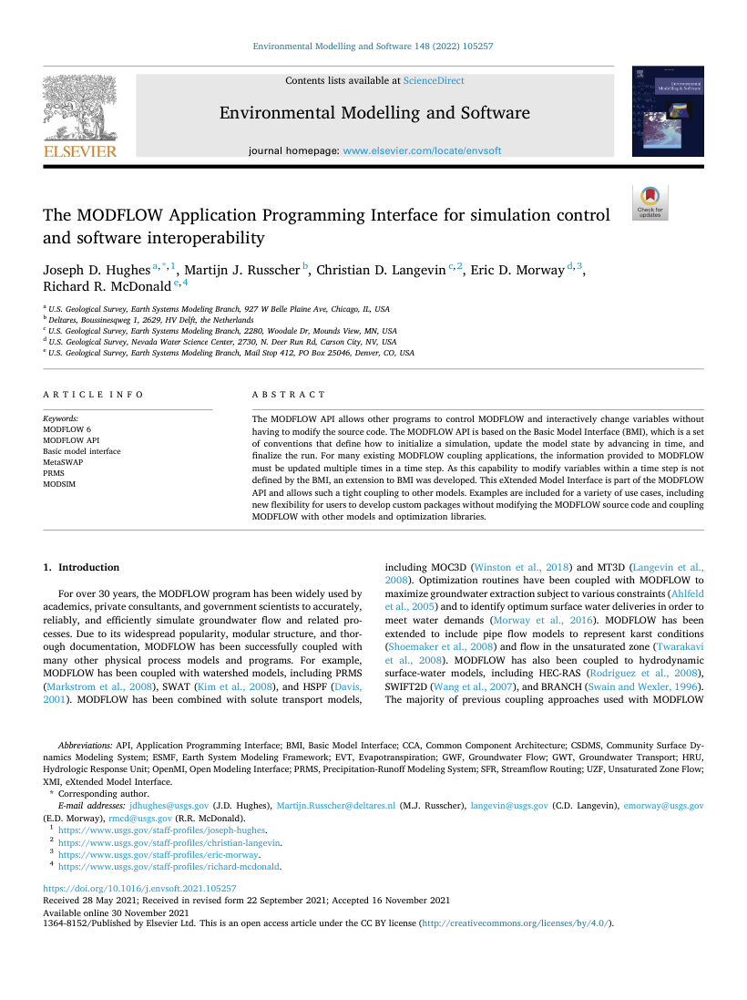 Environmental Modelling and Software 148 (2022) 105257
Contents lists available at ScienceDirect
Environmental Modelling and Software
journal homepage: www.elsevier.com/locate/envsoft
ELSEVIER
Environmental
Modelling & Software
Check for
updates
The MODFLOW Application Programming Interface for simulation control
and software interoperability
Joseph D. Hughes a,*,1, Martijn J. Russcher b, Christian D. Langevin c,2, Eric D. Morway d,3,
Richard R. McDonald e,4
a U.S. Geological Survey, Earth Systems Modeling Branch, 927 W Belle Plaine Ave, Chicago, IL, USA
b Deltares, Boussinesqweg 1, 2629, HV Delft, the Netherlands
c U.S. Geological Survey, Earth Systems Modeling Branch, 2280, Woodale Dr, Mounds View, MN, USA
d U.S. Geological Survey, Nevada Water Science Center, 2730, N. Deer Run Rd, Carson City, NV, USA
e U.S. Geological Survey, Earth Systems Modeling Branch, Mail Stop 412, PO Box 25046, Denver, CO, USA
ARTICLE INFO
Keywords:
MODFLOW 6
MODFLOW API
Basic model interface
MetaSWAP
PRMS
MODSIM
ABSTRACT
The MODFLOW API allows other programs to control MODFLOW and interactively change variables without
having to modify the source code. The MODFLOW API is based on the Basic Model Interface (BMI), which is a set
of conventions that define how to initialize a simulation, update the model state by advancing in time, and
finalize the run. For many existing MODFLOW coupling applications, the information provided to MODFLOW
must be updated multiple times in a time step. As this capability to modify variables within a time step is not
defined by the BMI, an extension to BMI was developed. This eXtended Model Interface is part of the MODFLOW
API and allows such a tight coupling to other models. Examples are included for a variety of use cases, including
new flexibility for users to develop custom packages without modifying the MODFLOW source code and coupling
MODFLOW with other models and optimization libraries.
1. Introduction
For over 30 years, the MODFLOW program has been widely used by
academics, private consultants, and government scientists to accurately,
reliably, and efficiently simulate groundwater flow and related pro-
cesses. Due to its widespread popularity, modular structure, and thor-
ough documentation, MODFLOW has been successfully coupled with
many other physical process models and programs. For example,
MODFLOW has been coupled with watershed models, including PRMS
(Markstrom et al., 2008), SWAT (Kim et al., 2008), and HSPF (Davis,
2001). MODFLOW has been combined with solute transport models,
including MOC3D (Winston et al., 2018) and MT3D (Langevin et al.,
2008). Optimization routines have been coupled with MODFLOW to
maximize groundwater extraction subject to various constraints (Ahlfeld
et al., 2005) and to identify optimum surface water deliveries in order to
meet water demands (Morway et al., 2016). MODFLOW has been
extended to include pipe flow models to represent karst conditions
(Shoemaker et al., 2008) and flow in the unsaturated zone (Twarakavi
et al., 2008). MODFLOW has also been coupled to hydrodynamic
surface-water models, including HEC-RAS (Rodriguez et al., 2008),
SWIFT2D (Wang et al., 2007), and BRANCH (Swain and Wexler, 1996).
The majority of previous coupling approaches used with MODFLOW
Abbreviations: API, Application Programming Interface; BMI, Basic Model Interface; CCA, Common Component Architecture; CSDMS, Community Surface Dy-
namics Modeling System; ESMF, Earth System Modeling Framework; EVT, Evapotranspiration; GWF, Groundwater Flow; GWT, Groundwater Transport; HRU,
Hydrologic Response Unit; OpenMI, Open Modeling Interface; PRMS, Precipitation-Runoff Modeling System; SFR, Streamflow Routing; UZF, Unsaturated Zone Flow;
XMI, eXtended Model Interface.
* Corresponding author.
E-mail addresses: jdhughes@usgs.gov (J.D. Hughes), Martijn.Russcher@deltares.nl (M.J. Russcher), langevin@usgs.gov (C.D. Langevin), emorway@usgs.gov
(E.D. Morway), rmcd@usgs.gov (R.R. McDonald).
1 https://www.usgs.gov/staff-profiles/joseph-hughes.
2 https://www.usgs.gov/staff-profiles/christian-langevin.
3 https://www.usgs.gov/staff-profiles/eric-morway.
4 https://www.usgs.gov/staff-profiles/richard-mcdonald.
https://doi.org/10.1016/j.envsoft.2021.105257
Received 28 May 2021; Received in revised form 22 September 2021; Accepted 16 November 2021
Available online 30 November 2021
1364-8152/Published by Elsevier Ltd. This is an open access article under the CC BY license (http://creativecommons.org/licenses/by/4.0/).